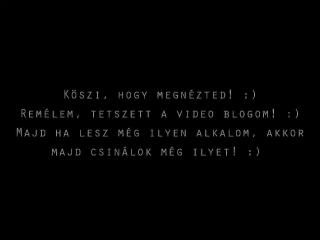 Köszi, hogy megnézted! :)
Remélem, tetszett a video blogom! :)
Majd ha lesz még ilyen alkalom, akkor
majd csinálok még ilyet! :)